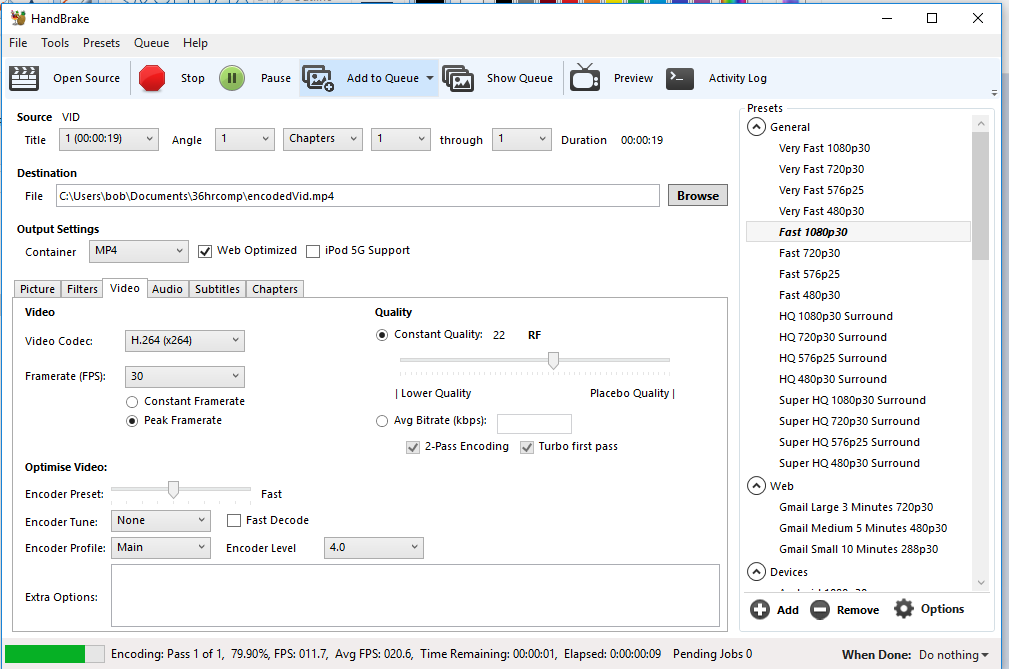 HandBrake
File Tools Presets Queue Help
Open Source Stop Pause Add to Queue Show Queue Preview Activity Log
Source VID
Title 1 (00:00:19) Angle 1 Chapters 1 through 1 Duration 00:00:19
Destination
File C:\Users\bob\Documents\36hrcomp\encodedVid.mp4 Browse
Output Settings
Container MP4 Web Optimized iPod 5G Support
Picture Filters Video Audio Subtitles Chapters
Video
Video Codec: H.264 (x264)
Framerate (FPS): 30
Constant Framerate
Peak Framerate
Quality
Constant Quality: 22 RF
| Lower Quality Placebo Quality |
Avg Bitrate (kbps):
2-Pass Encoding Turbo first pass
Optimise Video:
Encoder Preset: Fast
Encoder Tune: None Fast Decode
Encoder Profile: Main Encoder Level 4.0
Extra Options:
Presets
General
Very Fast 1080p30
Very Fast 720p30
Very Fast 576p25
Very Fast 480p30
Fast 1080p30
Fast 720p30
Fast 576p25
Fast 480p30
HQ 1080p30 Surround
HQ 720p30 Surround
HQ 576p25 Surround
HQ 480p30 Surround
Super HQ 1080p30 Surround
Super HQ 720p30 Surround
Super HQ 576p25 Surround
Super HQ 480p30 Surround
Web
Gmail Large 3 Minutes 720p30
Gmail Medium 5 Minutes 480p30
Gmail Small 10 Minutes 288p30
Devices
Add Remove Options
Encoding: Pass 1 of 1, 79.90%, FPS: 011.7, Avg FPS: 020.6, Time Remaining: 00:00:01, Elapsed: 0:00:00:09 Pending Jobs 0 When Done: Do nothing